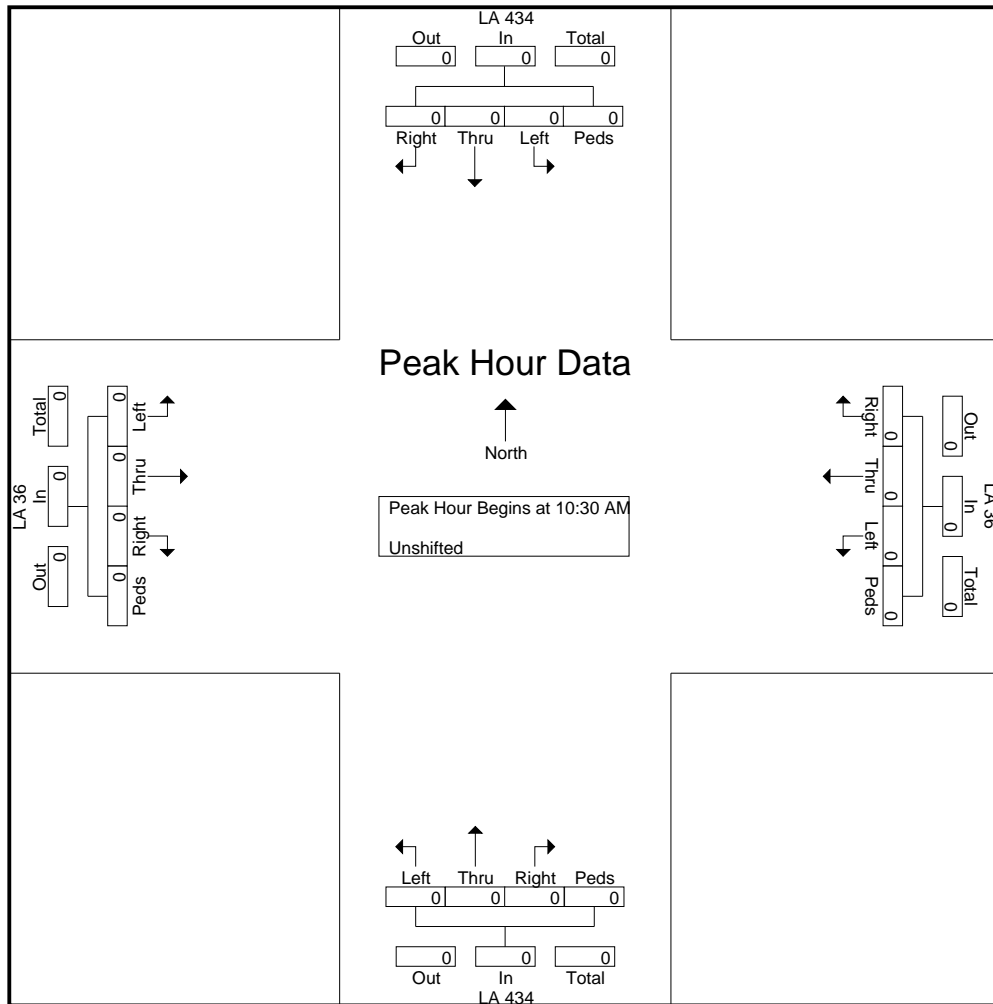 LA 434
Out In Total
0 0 0
0 0 0 0
Right Thru Left Peds
Peak Hour Data
North
Peak Hour Begins at 10:30 AM
Unshifted
LA 36
Out In Total
0 0 0
0 0 0 0
Right Thru Left Peds
LA 36
Total In Out
0 0 0
0 0 0 0
Left Thru Right Peds
Left Thru Right Peds
0 0 0 0
0 0 0
Out In Total
LA 434